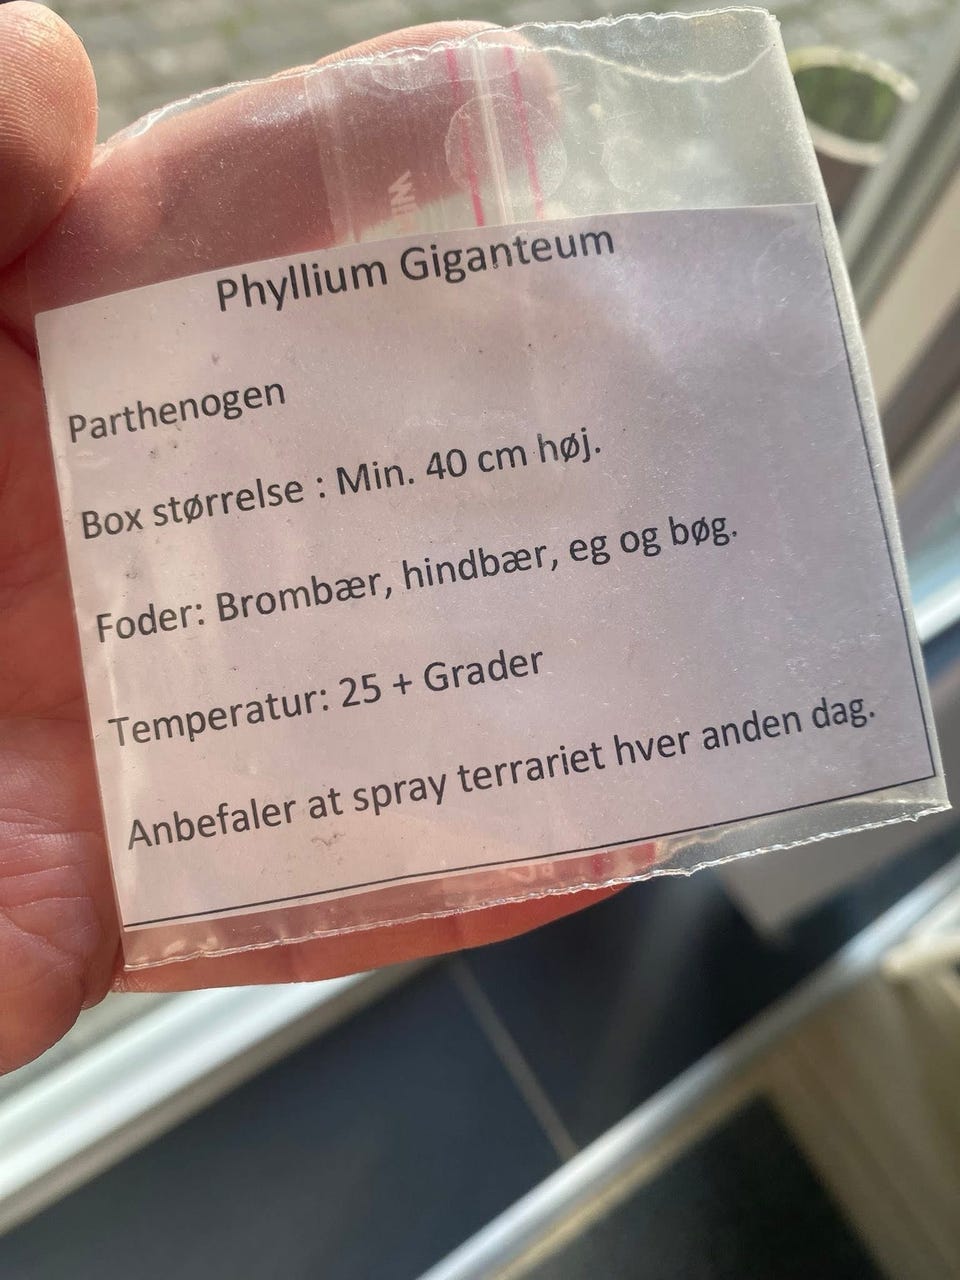 Phyllium Giganteum
Parthenogen
Box størrelse : Min. 40 cm høj.
Foder: Brombær, hindbær, eg og bøg.
Temperatur: 25 + Grader
Anbefaler at spray terrariet hver anden dag.